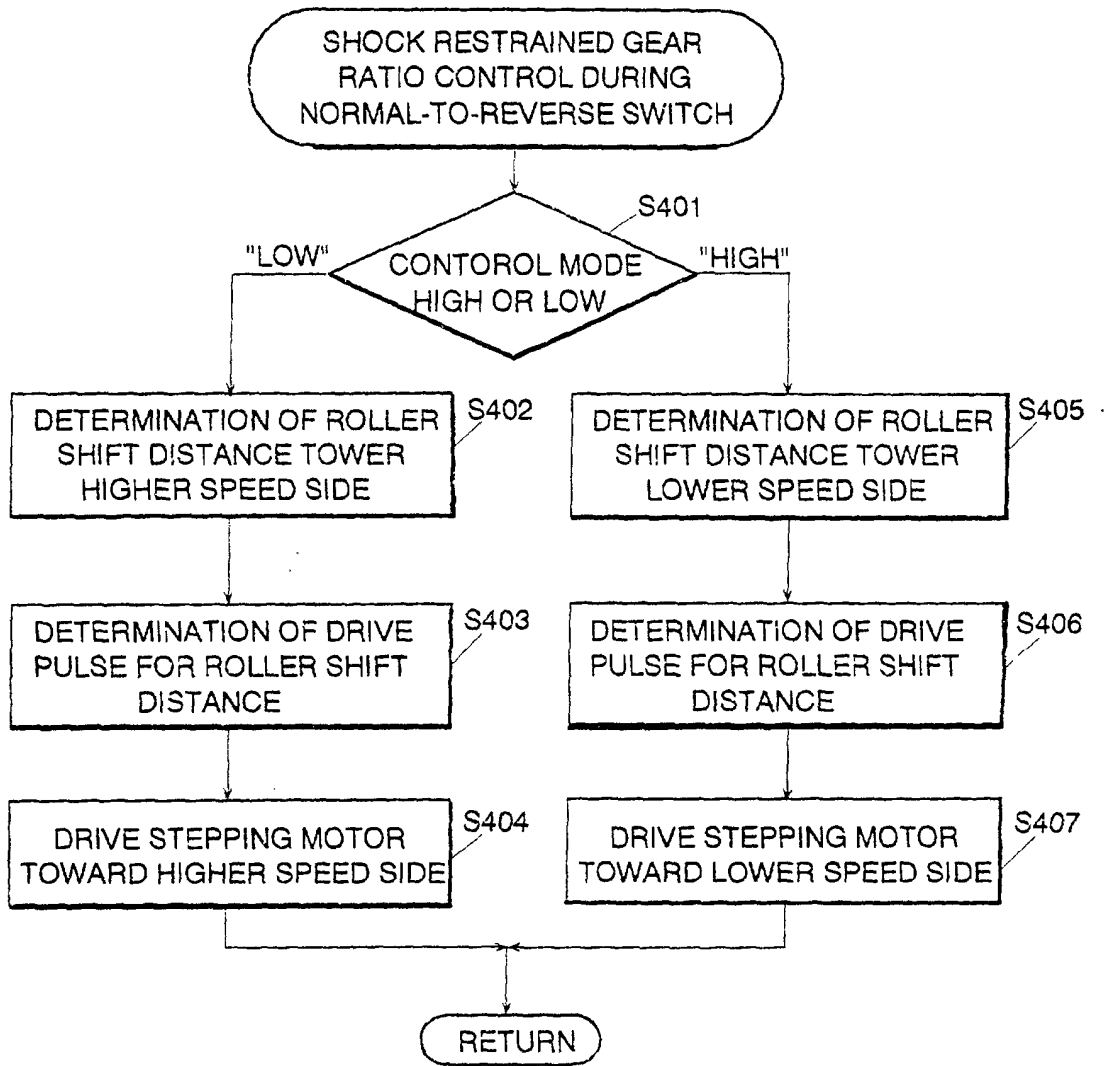 SHOCK RESTRAINED GEAR
RATIO CONTROL DURING
NORMAL-TO-REVERSE SWITCH
S401
"LOW"
CONTOROL MODE
HIGH OR LOW
"HIGH"
DETERMINATION OF ROLLER
SHIFT DISTANCE TOWER
HIGHER SPEED SIDE
S402
DETERMINATION OF ROLLER
SHIFT DISTANCE TOWER
LOWER SPEED SIDE
S405
DETERMINATION OF DRIVE
PULSE FOR ROLLER SHIFT
DISTANCE
S403
DETERMINATION OF DRIVE
PULSE FOR ROLLER SHIFT
DISTANCE
S406
DRIVE STEPPING MOTOR
TOWARD HIGHER SPEED SIDE
S404
DRIVE STEPPING MOTOR
TOWARD LOWER SPEED SIDE
S407
RETURN